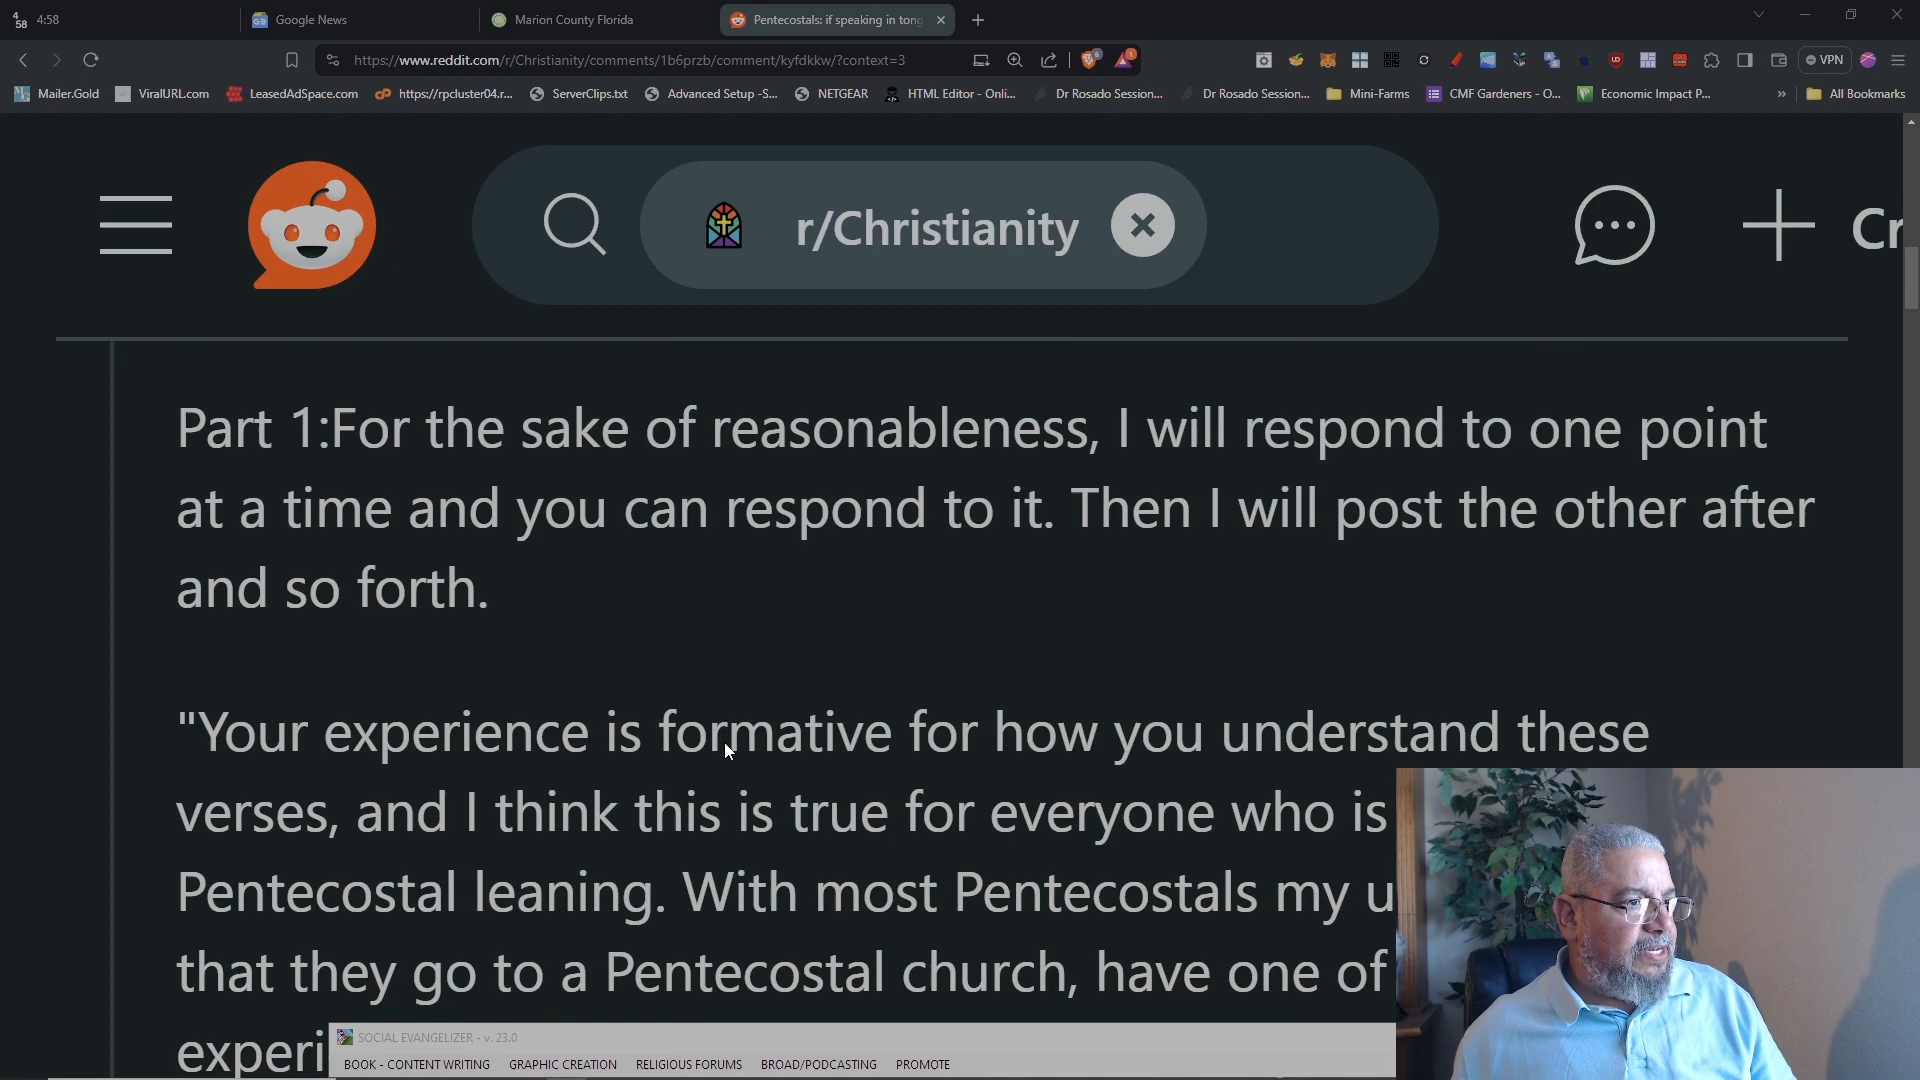 4:58
4
58
Google News
Marion County Florida
Pentecostals: if speaking in tong
https://www.reddit.com/r/Christianity/comments/1b6przb/comment/kyfdkkw/?context=3
6
1
VPN
Mailer.Gold
ViralURL.com
LeasedAdSpace.com
https://rpcluster04.r...
ServerClips.txt
Advanced Setup -S...
NETGEAR
HTML Editor - Onli...
Dr Rosado Session...
Dr Rosado Session...
Mini-Farms
CMF Gardeners - O...
Economic Impact P...
»
All Bookmarks
r/Christianity
Cr
Part 1:For the sake of reasonableness, I will respond to one point
at a time and you can respond to it. Then I will post the other after
and so forth.
"Your experience is formative for how you understand these
verses, and I think this is true for everyone who is
Pentecostal leaning. With most Pentecostals my u
that they go to a Pentecostal church, have one of
experi
SOCIAL EVANGELIZER - v. 23.0
BOOK - CONTENT WRITING GRAPHIC CREATION RELIGIOUS FORUMS BROAD/PODCASTING PROMOTE